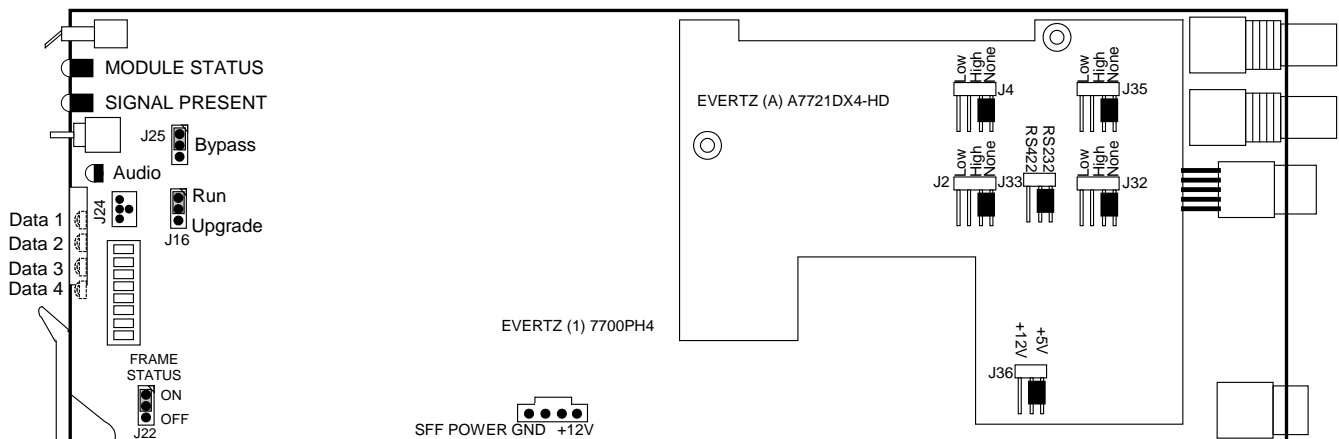 MODULE STATUS
SIGNAL PRESENT
J25
Bypass
Audio
J24
Run
Upgrade
J16
Data 1
Data 2
Data 3
Data 4
FRAME
STATUS
ON
OFF
J22
EVERTZ (1) 7700PH4
SFF POWER GND +12V
EVERTZ (A) A7721DX4-HD
Low
High
None
J4
Low
High
None
J35
Low
High
None
J2
RS422
RS232
J33
Low
High
None
J32
+12V
+5V
J36